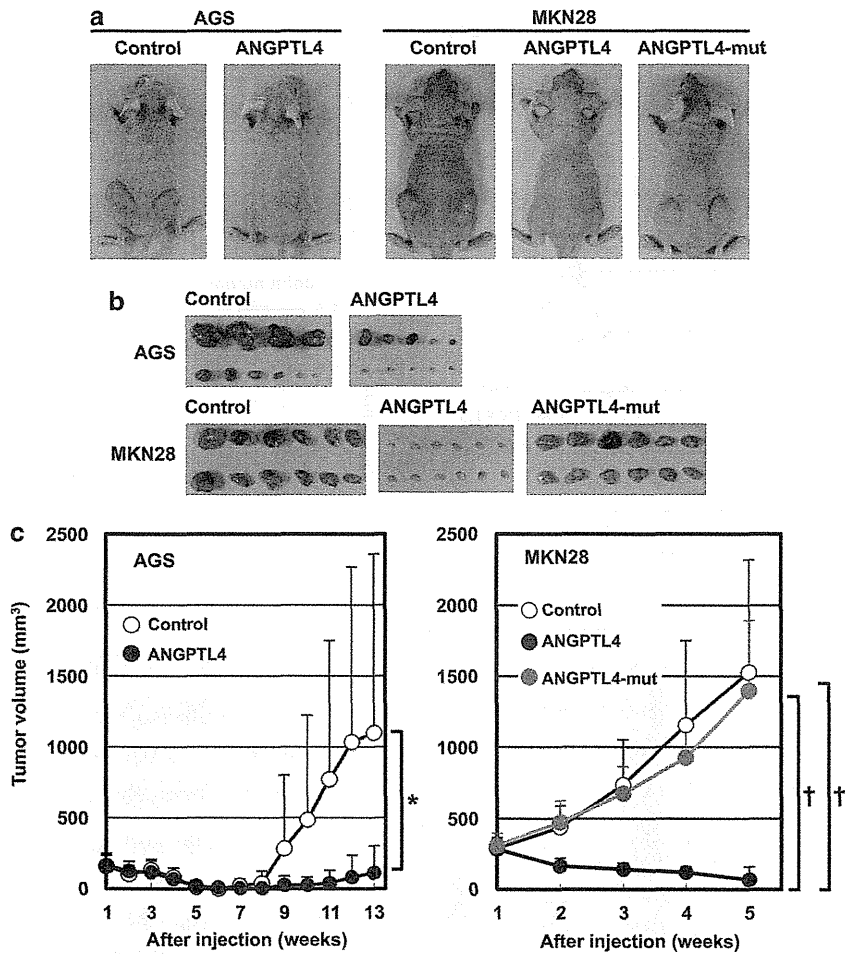 a
AGS
MKN28
Control
ANGPTL4
Control
ANGPTL4
ANGPTL4-mut
b
Control
ANGPTL4
AGS
Control
ANGPTL4
ANGPTL4-mut
MKN28
c
Tumor volume (mm³)
2500
2000
1500
1000
500
0
AGS
Control
ANGPTL4
*
1 3 5 7 9 11 13
After injection (weeks)
2500
2000
1500
1000
500
0
MKN28
Control
ANGPTL4
ANGPTL4-mut
† †
1 2 3 4 5
After injection (weeks)